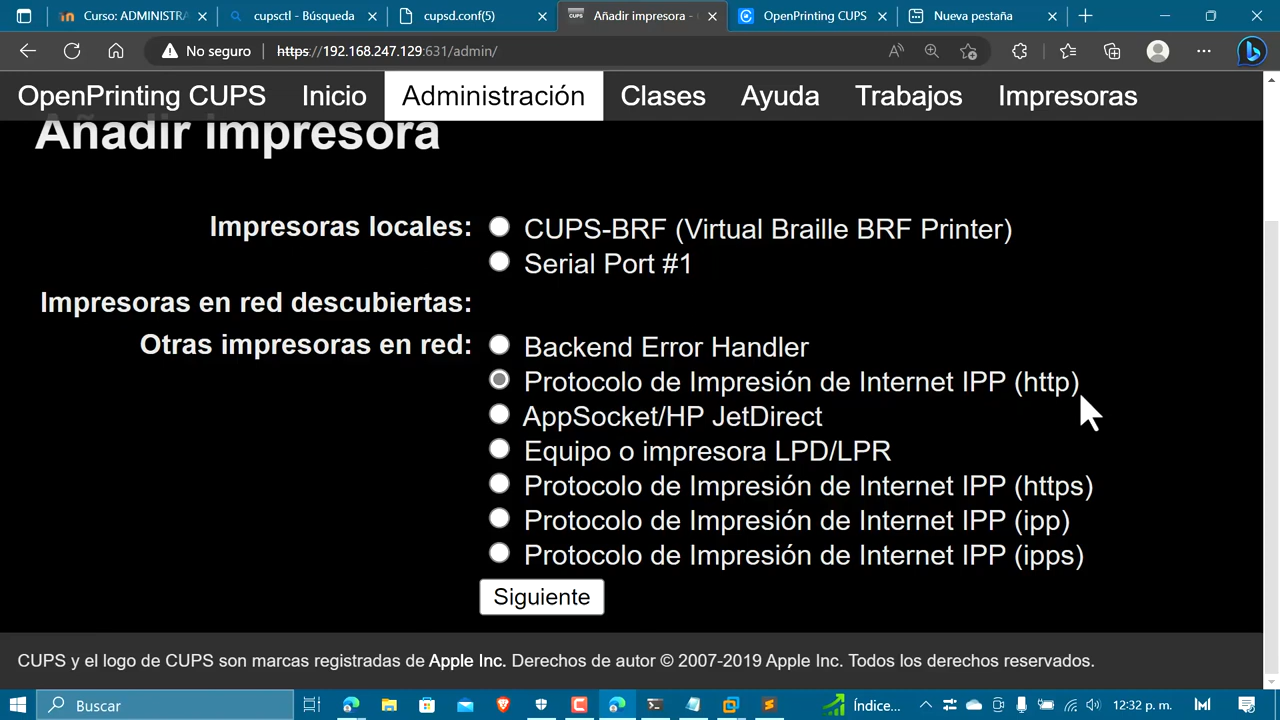 Curso: ADMINISTRA
cupsctl - Búsqueda
cupsd.conf(5)
Añadir impresora -
OpenPrinting CUPS
Nueva pestaña
No seguro
https://192.168.247.129:631/admin/
OpenPrinting CUPS Inicio Administración Clases Ayuda Trabajos Impresoras
Añadir impresora
Impresoras locales:
CUPS-BRF (Virtual Braille BRF Printer)
Serial Port #1
Impresoras en red descubiertas:
Otras impresoras en red:
Backend Error Handler
Protocolo de Impresión de Internet IPP (http)
AppSocket/HP JetDirect
Equipo o impresora LPD/LPR
Protocolo de Impresión de Internet IPP (https)
Protocolo de Impresión de Internet IPP (ipp)
Protocolo de Impresión de Internet IPP (ipps)
Siguiente
CUPS y el logo de CUPS son marcas registradas de Apple Inc. Derechos de autor © 2007-2019 Apple Inc. Todos los derechos reservados.
Buscar
Índice...
12:32 p. m.